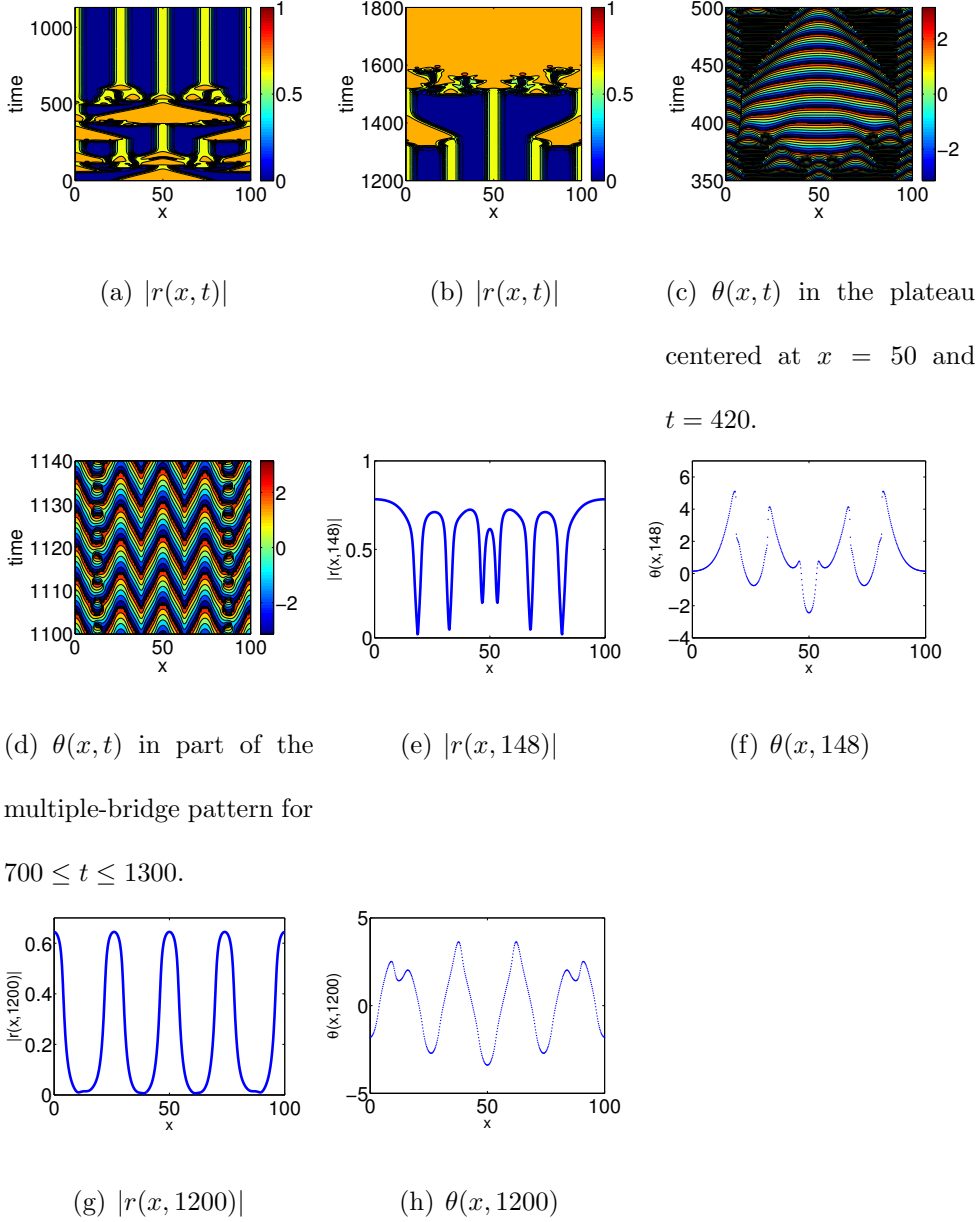 1
0.5
0
1000
500
0
time
0
50
100
x
1
0.5
0
1800
1600
1400
1200
time
0
50
100
x
2
0
−2
500
450
400
350
time
0
50
100
x
(a) |r(x, t)|
(b) |r(x, t)|
(c) θ(x, t) in the plateau
centered at x = 50 and
t = 420.
2
0
−2
1140
1130
1120
1110
1100
time
0
50
100
x
1
0.5
0
|r(x,148)|
0
50
100
x
6
4
2
0
−2
−4
θ(x,148)
0
50
100
x
(d) θ(x, t) in part of the
multiple-bridge pattern for
700 ≤ t ≤ 1300.
(e) |r(x, 148)|
(f) θ(x, 148)
0.6
0.4
0.2
0
|r(x,1200)|
0
50
100
x
5
0
−5
θ(x,1200)
0
50
100
x
(g) |r(x, 1200)|
(h) θ(x, 1200)